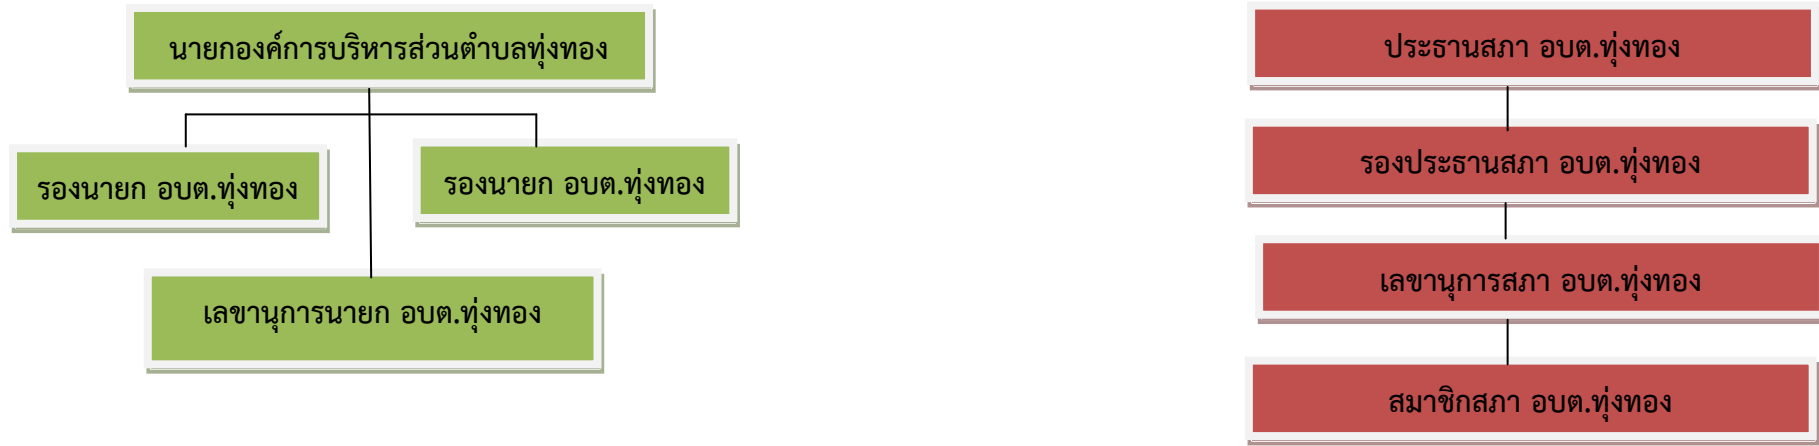 นายกองค์การบริหารส่วนตำบลทุ่งทอง
รองนายก อบต.ทุ่งทอง
รองนายก อบต.ทุ่งทอง
เลขานุการนายก อบต.ทุ่งทอง
ประธานสภา อบต.ทุ่งทอง
รองประธานสภา อบต.ทุ่งทอง
เลขานุการสภา อบต.ทุ่งทอง
สมาชิกสภา อบต.ทุ่งทอง